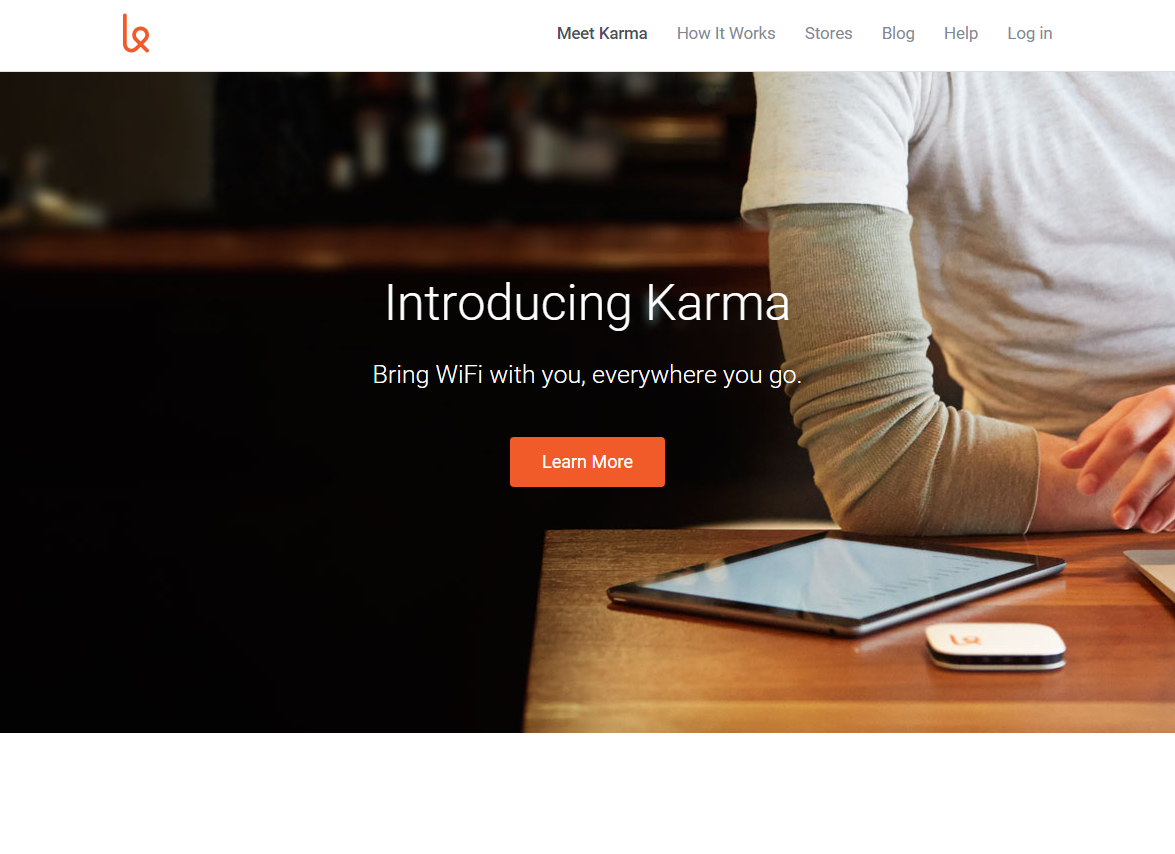 Meet Karma How It Works Stores Blog Help Log in
Introducing Karma
Bring WiFi with you, everywhere you go.
Learn More